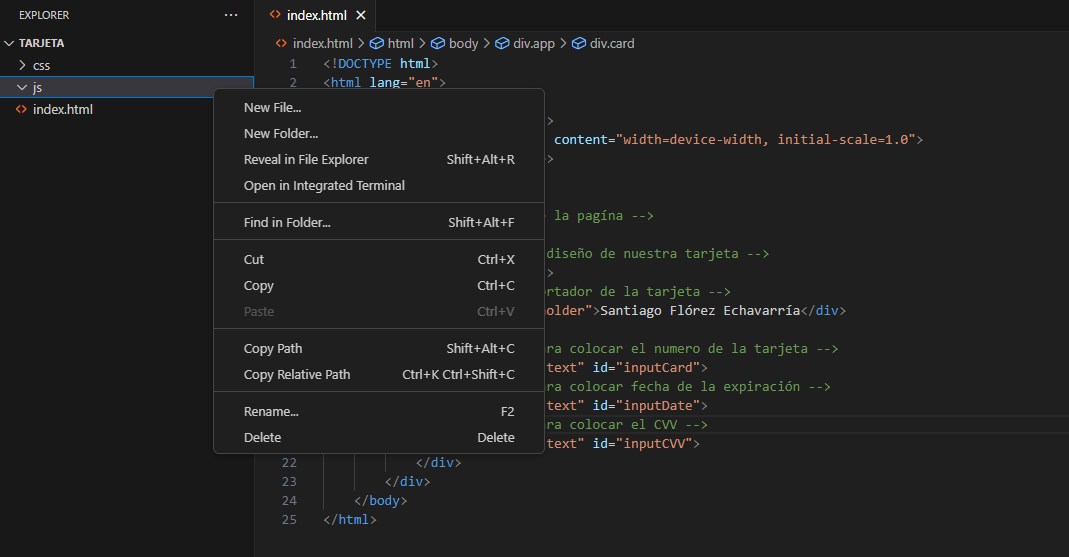 EXPLORER
TARJETA
css
js
index.html
index.html
index.html > html > body > div.app > div.card
1 <!DOCTYPE html>
2 <html lang="en">
New File...
New Folder...
Reveal in File Explorer Shift+Alt+R
Open in Integrated Terminal
Find in Folder... Shift+Alt+F
Cut Ctrl+X
Copy Ctrl+C
Paste Ctrl+V
Copy Path Shift+Alt+C
Copy Relative Path Ctrl+K Ctrl+Shift+C
Rename... F2
Delete Delete
>
content="width=device-width, initial-scale=1.0">
>
la pagína -->
diseño de nuestra tarjeta -->
>
rtador de la tarjeta -->
older">Santiago Flórez Echavarría</div>
ara colocar el numero de la tarjeta -->
text" id="inputCard">
ara colocar fecha de la expiración -->
text" id="inputDate">
ara colocar el CVV -->
text" id="inputCVV">
22 </div>
23 </div>
24 </body>
25 </html>